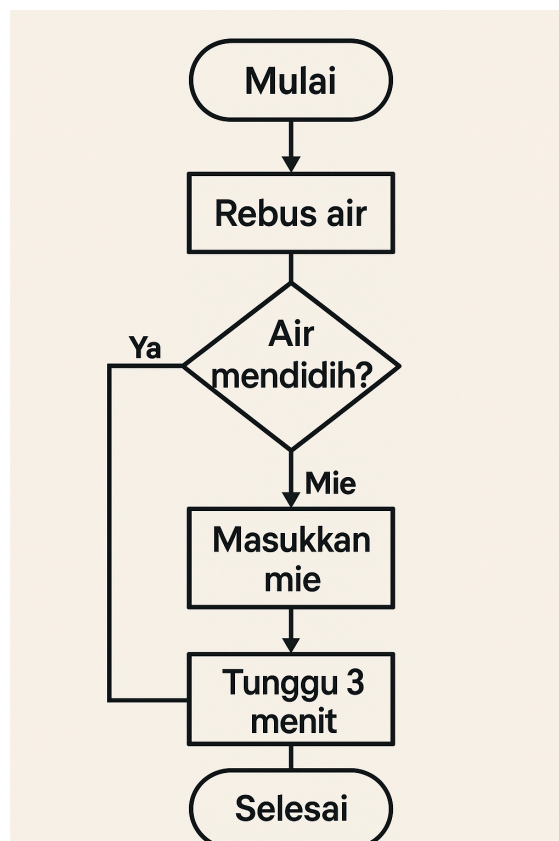 Mulai
Rebus air
Air
mendidih?
Ya
Mie
Masukkan
mie
Tunggu 3
menit
Selesai